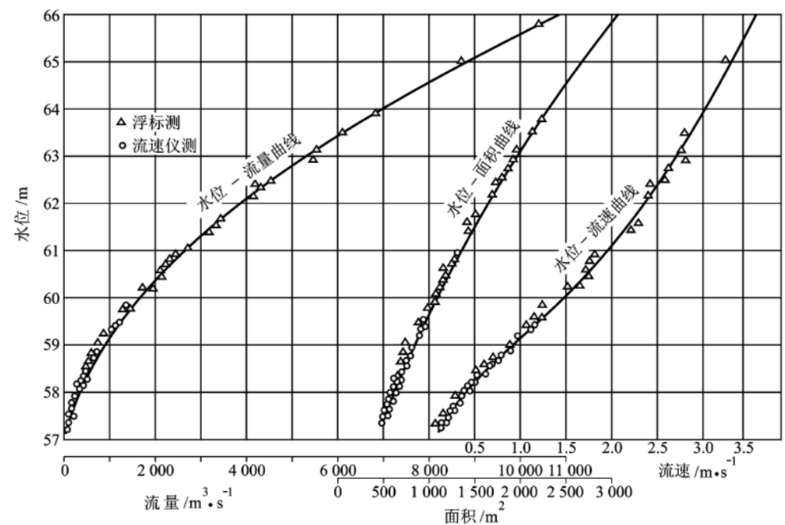 66
65
64
63
62
61
60
59
58
57
水位/m
△ 浮标测
○ 流速仪测
水位-流量曲线
水位-面积曲线
水位-流速曲线
0.5 1.0 1.5 2.0 2.5 3.0 3.5
流速/m•s⁻¹
0 2 000 4 000 6 000 8 000 10 000 11 000
流量/m³•s⁻¹
0 500 1 000 1 500 2 000 2 500 3 000
面积/m²